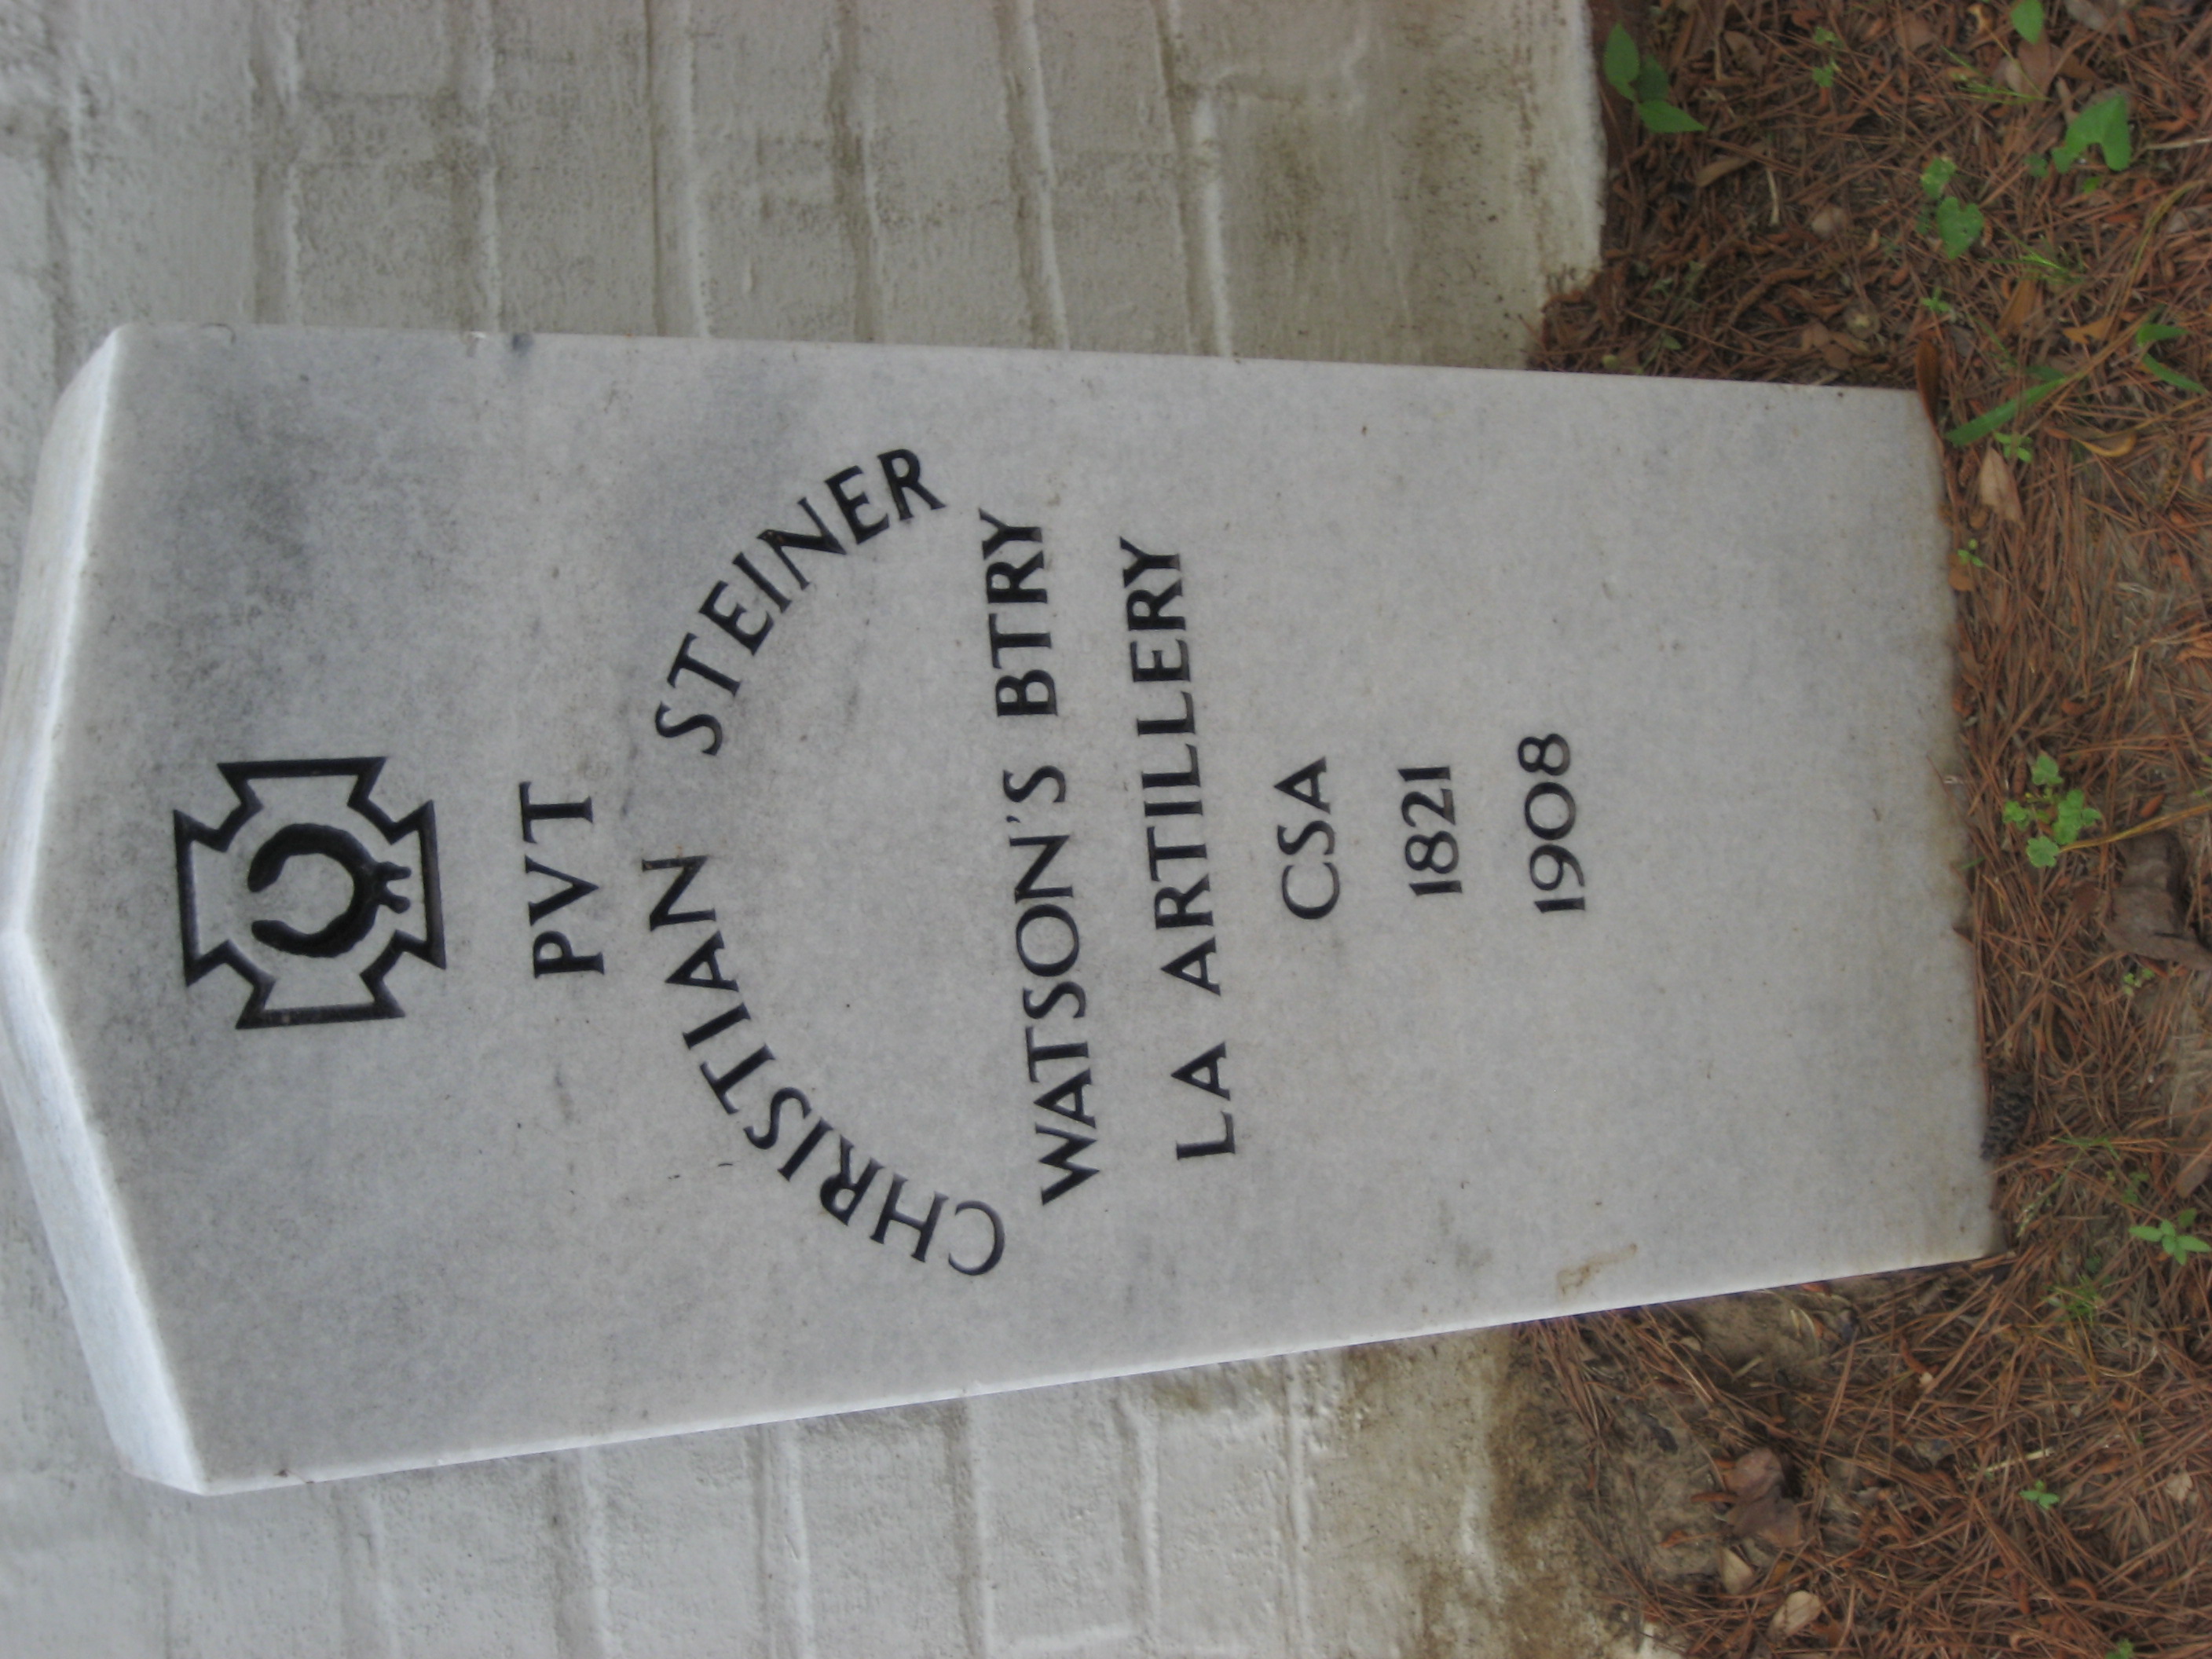 PVT
CHRISTIAN STEINER
WATSON'S BTRY
LA ARTILLERY
CSA
1821
1908